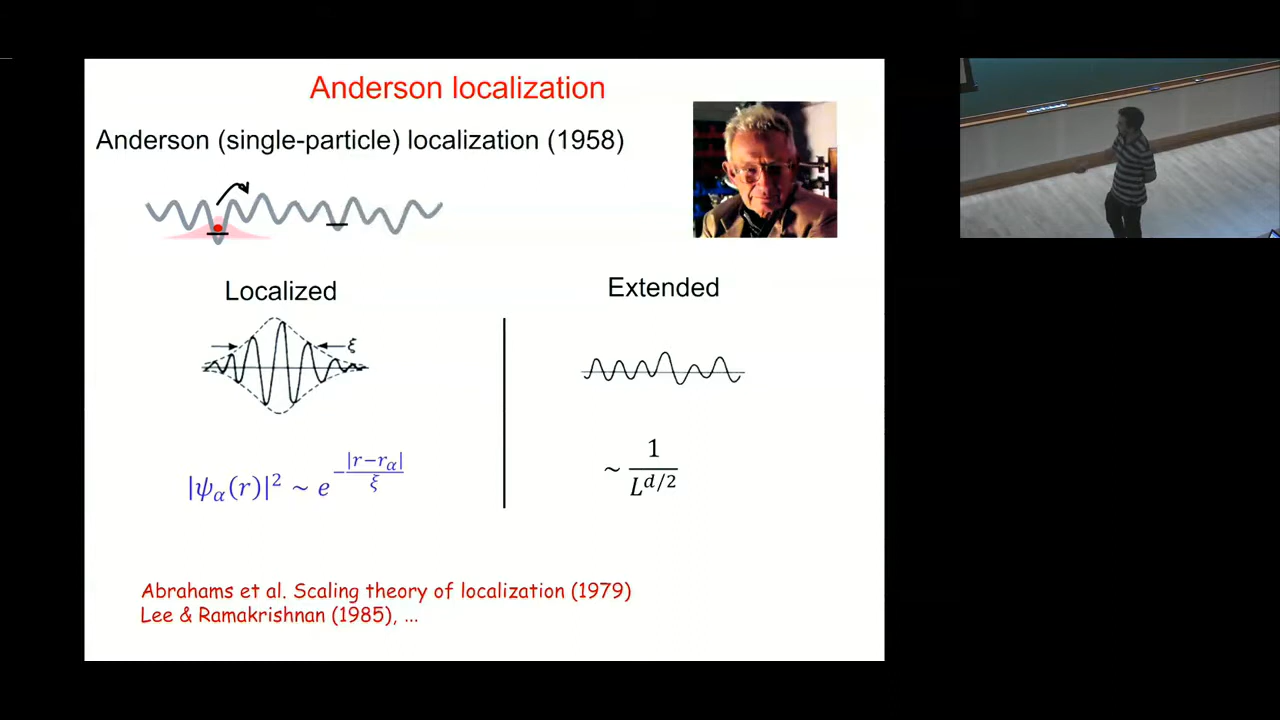 Anderson localization
Anderson (single-particle) localization (1958)
Localized
Extended
ξ
|ψ_α(r)|² ~ e^{-|r-r_α|/ξ}
~ 1/L^{d/2}
Abrahams et al. Scaling theory of localization (1979)
Lee & Ramakrishnan (1985), ...